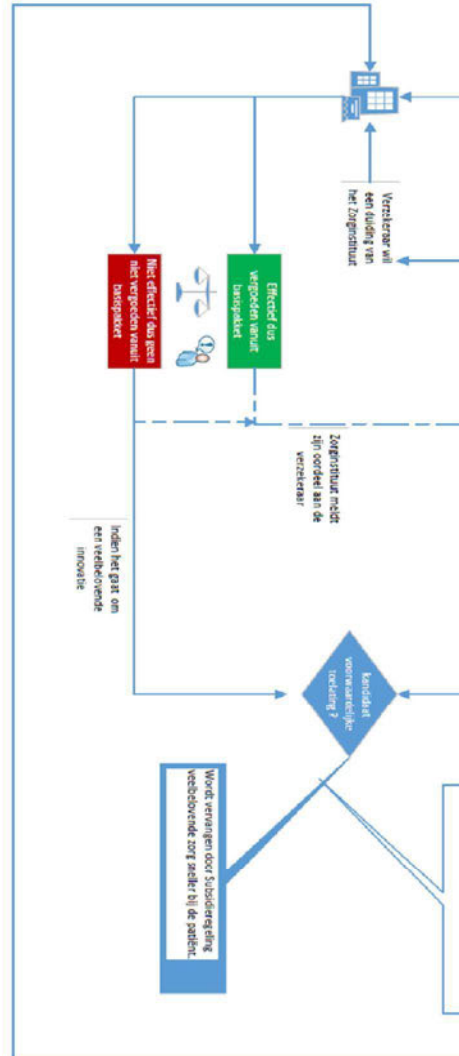 Verzekeraar wil
een duiding van
het Zorginstituut
Effectief dus
vergoeden vanuit
basispakket
Niet effectief dus geen
niet vergoeden vanuit
basispakket
Zorginstituut meldt
zijn oordeel aan de
verzekeraar
Indien het gaat om
een veelbelovende
innovatie
kandidaat
voorwaardelijke
toelating ?
Wordt vervangen door Subsidieregeling
veelbelovende zorg sneller bij de patiënt.